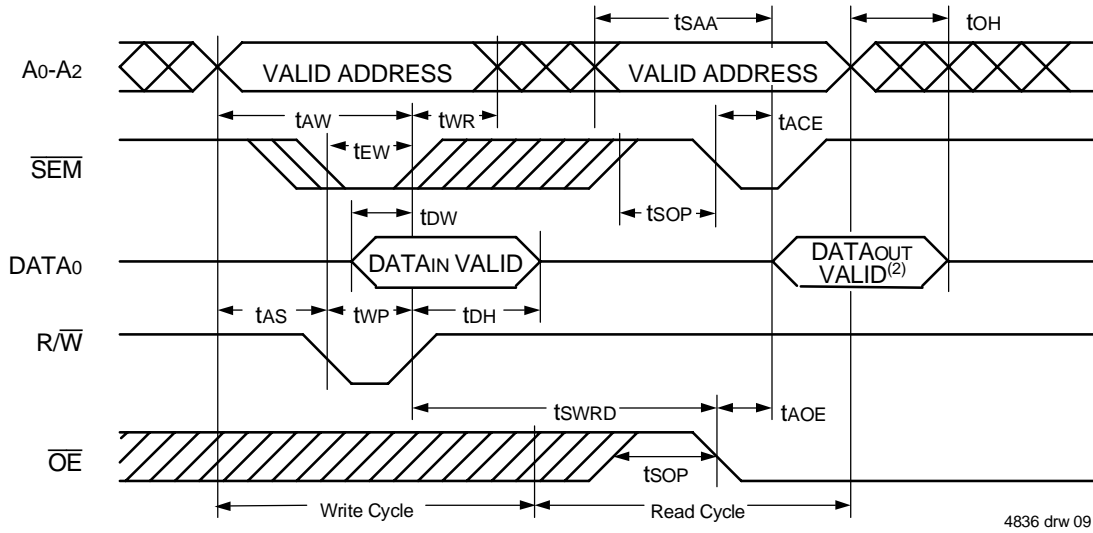 tSAA
tOH
A0-A2
VALID ADDRESS
VALID ADDRESS
tAW
tWR
tACE
tEW
SEM
tSOP
tDW
DATA0
DATAIN VALID
DATAOUT
VALID(2)
tAS
tWP
tDH
R/W
tSWRD
tAOE
OE
tSOP
Write Cycle
Read Cycle
4836 drw 09